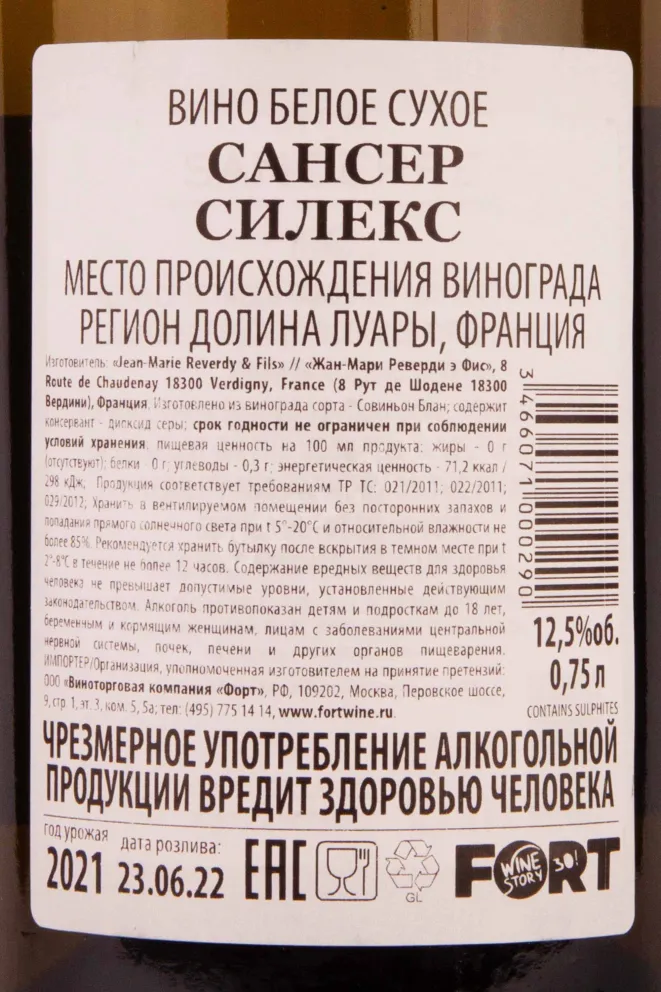 ВИНО БЕЛОЕ СУХОЕ
САНСЕР
СИЛЕКС
МЕСТО ПРОИСХОЖДЕНИЯ ВИНОГРАДА
РЕГИОН ДОЛИНА ЛУАРЫ, ФРАНЦИЯ
Изготовитель: «Jean-Marie Reverdy & Fils» // «Жан-Мари Реверди э Фис», 8
Route de Chaudenay 18300 Verdigny, France (8 Рут де Шодене 18300
Вердини), Франция. Изготовлено из винограда сорта - Совиньон Блан; содержит
консервант - диоксид серы; срок годности не ограничен при соблюдении
условий хранения; пищевая ценность на 100 мл продукта: жиры - 0 г
(отсутствуют); белки - 0 г; углеводы - 0,3 г; энергетическая ценность - 71,2 ккал /
298 кДж; Продукция соответствует требованиям ТР ТС: 021/2011; 022/2011;
029/2012; Хранить в вентилируемом помещении без посторонних запахов и
попадания прямого солнечного света при t 5°-20°C и относительной влажности не
более 85%. Рекомендуется хранить бутылку после вскрытия в темном месте при t
2°-8°C в течение не более 12 часов. Содержание вредных веществ для здоровья
человека не превышает допустимые уровни, установленные действующим
законодательством. Алкоголь противопоказан детям и подросткам до 18 лет,
беременным и кормящим женщинам, лицам с заболеваниями центральной
нервной системы, почек, печени и других органов пищеварения.
ИМПОРТЕР/Организация, уполномоченная изготовителем на принятие претензий:
ООО «Виноторговая компания «Форт», РФ, 109202, Москва, Перовское шоссе,
9, стр. 1, эт. 3, ком. 5, 5а; тел: (495) 775 14 14, www.fortwine.ru.
3 466071 000290
12,5%об.
0,75 л
CONTAINS SULPHITES
ЧРЕЗМЕРНОЕ УПОТРЕБЛЕНИЕ АЛКОГОЛЬНОЙ
ПРОДУКЦИИ ВРЕДИТ ЗДОРОВЬЮ ЧЕЛОВЕКА
год урожая
2021
дата розлива:
23.06.22
EAC
GL
FORT
WINE
STORY
30!